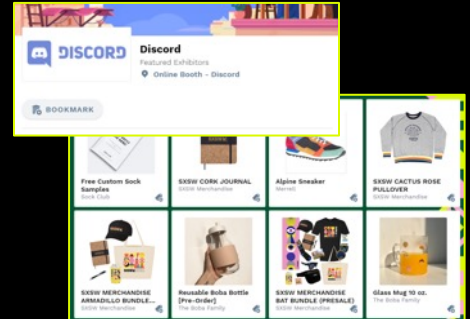 DISCORD
Discord
Featured Exhibitors
Online Booth - Discord
BOOKMARK
Free Custom Sock
Samples
Sock Club
SXSW CORK JOURNAL
SXSW Merchandise
Alpine Sneaker
Merrell
SXSW CACTUS ROSE
PULLOVER
SXSW Merchandise
SXSW MERCHANDISE
ARMADILLO BUNDLE...
SXSW Merchandise
Reusable Boba Bottle
[Pre-Order]
The Boba Family
SXSW MERCHANDISE
BAT BUNDLE (PRESALE)
SXSW Merchandise
Glass Mug 10 oz.
The Boba Family